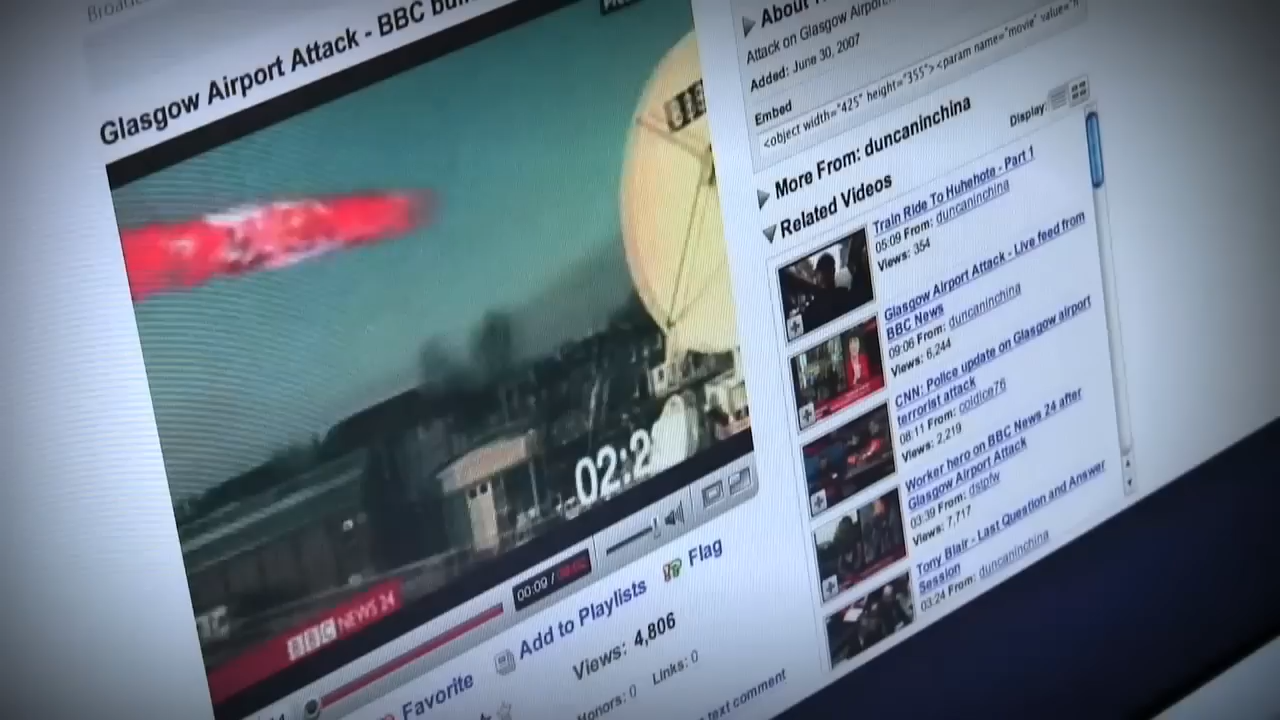 Glasgow Airport Attack - BBC
About
Attack on Glasgow Airport.
Added: June 30, 2007
Embed
<object width="425" height="355"><param name="movie" value="h
More From: duncaninchina
Display:
Related Videos
Train Ride To Huhehote - Part 1
05:09 From: duncaninchina
Views: 354
Glasgow Airport Attack - Live feed from
BBC News
09:06 From: duncaninchina
Views: 6,244
CNN: Police update on Glasgow airport
terrorist attack
08:11 From: coldice76
Views: 2,219
Worker hero on BBC News 24 after
Glasgow Airport Attack
03:39 From: dslpfw
Views: 7,717
Tony Blair - Last Question and Answer
Session
03:24 From: duncaninchina
BBC
02:2
BBC NEWS 24
00:09 /
Add to Playlists
Flag
Favorite
Views: 4,806
Honors: 0
Links: 0
text comment